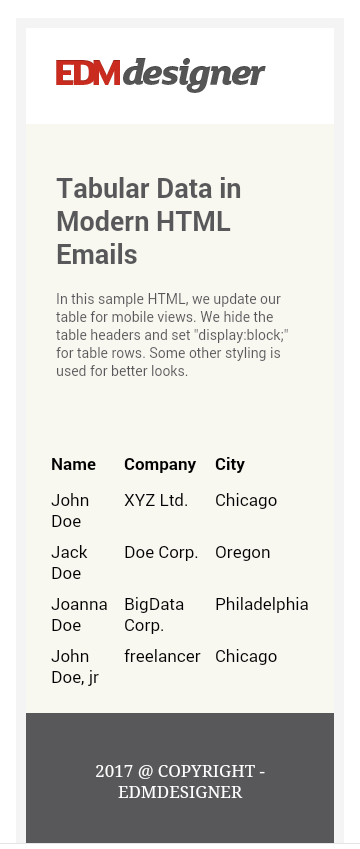 EDMdesigner
Tabular Data in
Modern HTML
Emails
In this sample HTML, we update our
table for mobile views. We hide the
table headers and set "display:block;"
for table rows. Some other styling is
used for better looks.
Name Company City
John XYZ Ltd. Chicago
Doe
Jack Doe Corp. Oregon
Doe
Joanna BigData Philadelphia
Doe Corp.
John freelancer Chicago
Doe, jr
2017 @ COPYRIGHT -
EDMDESIGNER